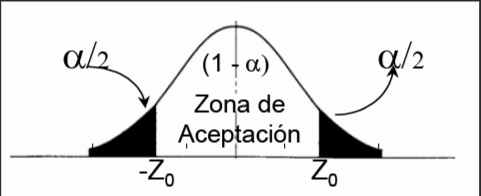 α/2
(1 - α)
α/2
Zona de
Aceptación
-Z₀
Z₀